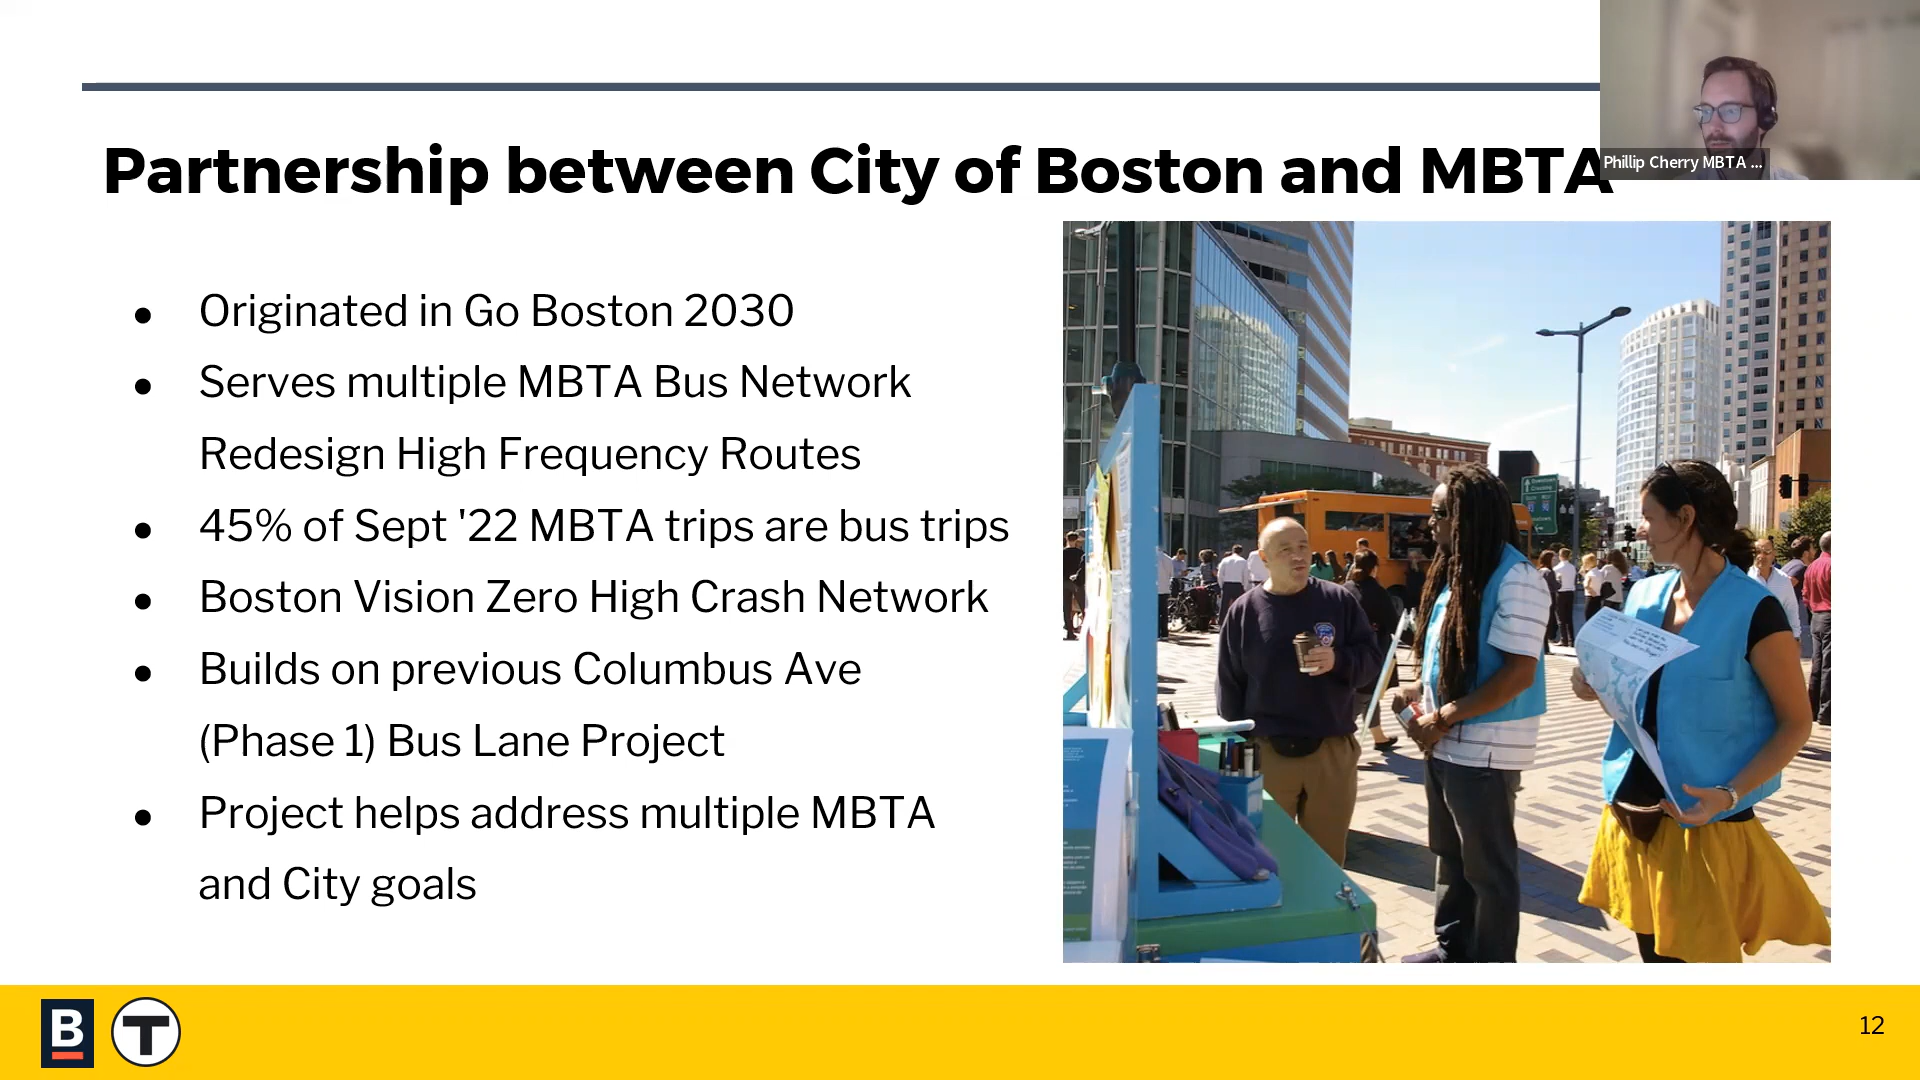 Phillip Cherry MBTA ...
Partnership between City of Boston and MBTA
● Originated in Go Boston 2030
● Serves multiple MBTA Bus Network
Redesign High Frequency Routes
● 45% of Sept '22 MBTA trips are bus trips
● Boston Vision Zero High Crash Network
● Builds on previous Columbus Ave
(Phase 1) Bus Lane Project
● Project helps address multiple MBTA
and City goals
Downtown
Crossing
B
T
12